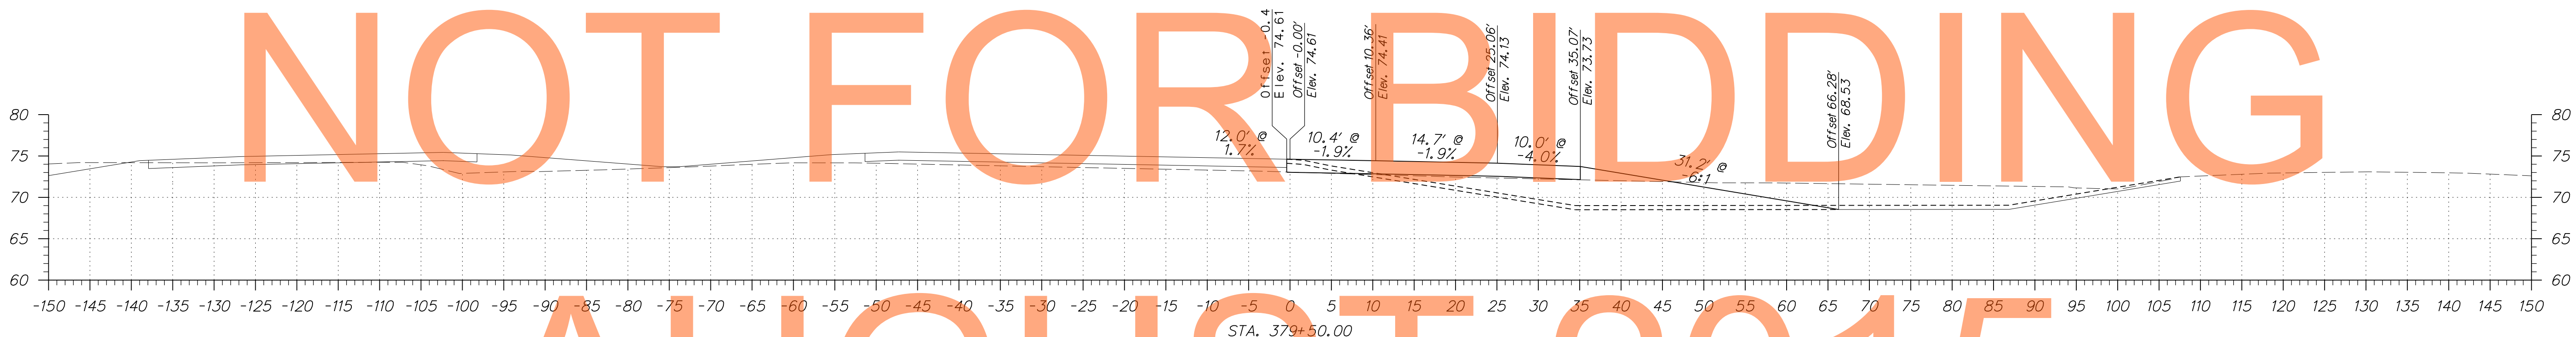 NOT FOR BIDDING
Offset -0.4
Elev. 74.61
Offset -0.00'
Elev. 74.61
Offset 10.36'
Elev. 74.41
Offset 25.06'
Elev. 74.13
Offset 35.07'
Elev. 73.73
Offset 66.28'
Elev. 68.53
12.0' @
1.7%
10.4' @
-1.9%
14.7' @
-1.9%
10.0' @
-4.0%
31.2' @
-6:1
80
75
70
65
60
80
75
70
65
60
-150 -145 -140 -135 -130 -125 -120 -115 -110 -105 -100 -95 -90 -85 -80 -75 -70 -65 -60 -55 -50 -45 -40 -35 -30 -25 -20 -15 -10 -5 0 5 10 15 20 25 30 35 40 45 50 55 60 65 70 75 80 85 90 95 100 105 110 115 120 125 130 135 140 145 150
STA. 379+50.00